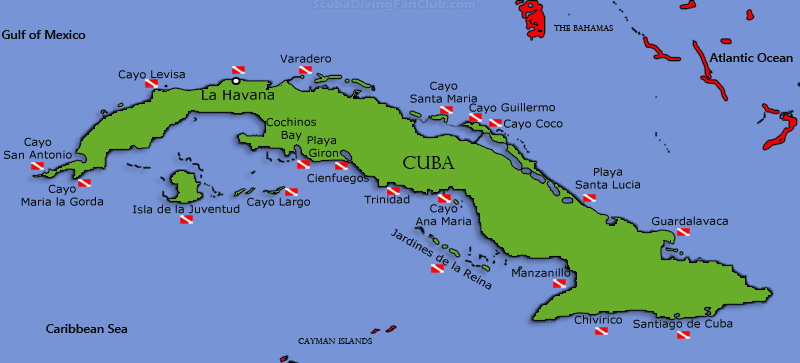 ScubaDivingFanClub.com
Gulf of Mexico
THE BAHAMAS
Atlantic Ocean
Varadero
Cayo Levisa
La Havana
Cayo
Santa Maria
Cayo Guillermo
Cayo Coco
Cochinos
Bay
Playa
Giron
Cayo
San Antonio
CUBA
Cienfuegos
Playa
Santa Lucia
Cayo
Maria la Gorda
Isla de la Juventud
Cayo Largo
Trinidad
Cayo
Ana Maria
Guardalavaca
Jardines de la Reina
Manzanillo
Caribbean Sea
Chivirico
Santiago de Cuba
CAYMAN ISLANDS